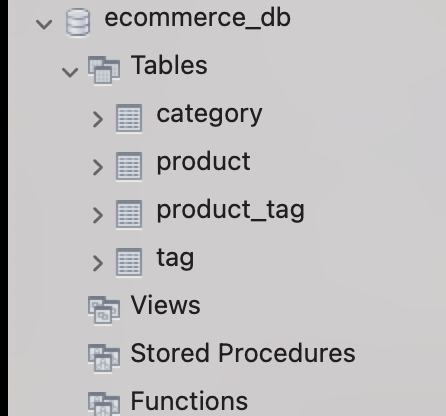 ecommerce_db
Tables
category
product
product_tag
tag
Views
Stored Procedures
Functions